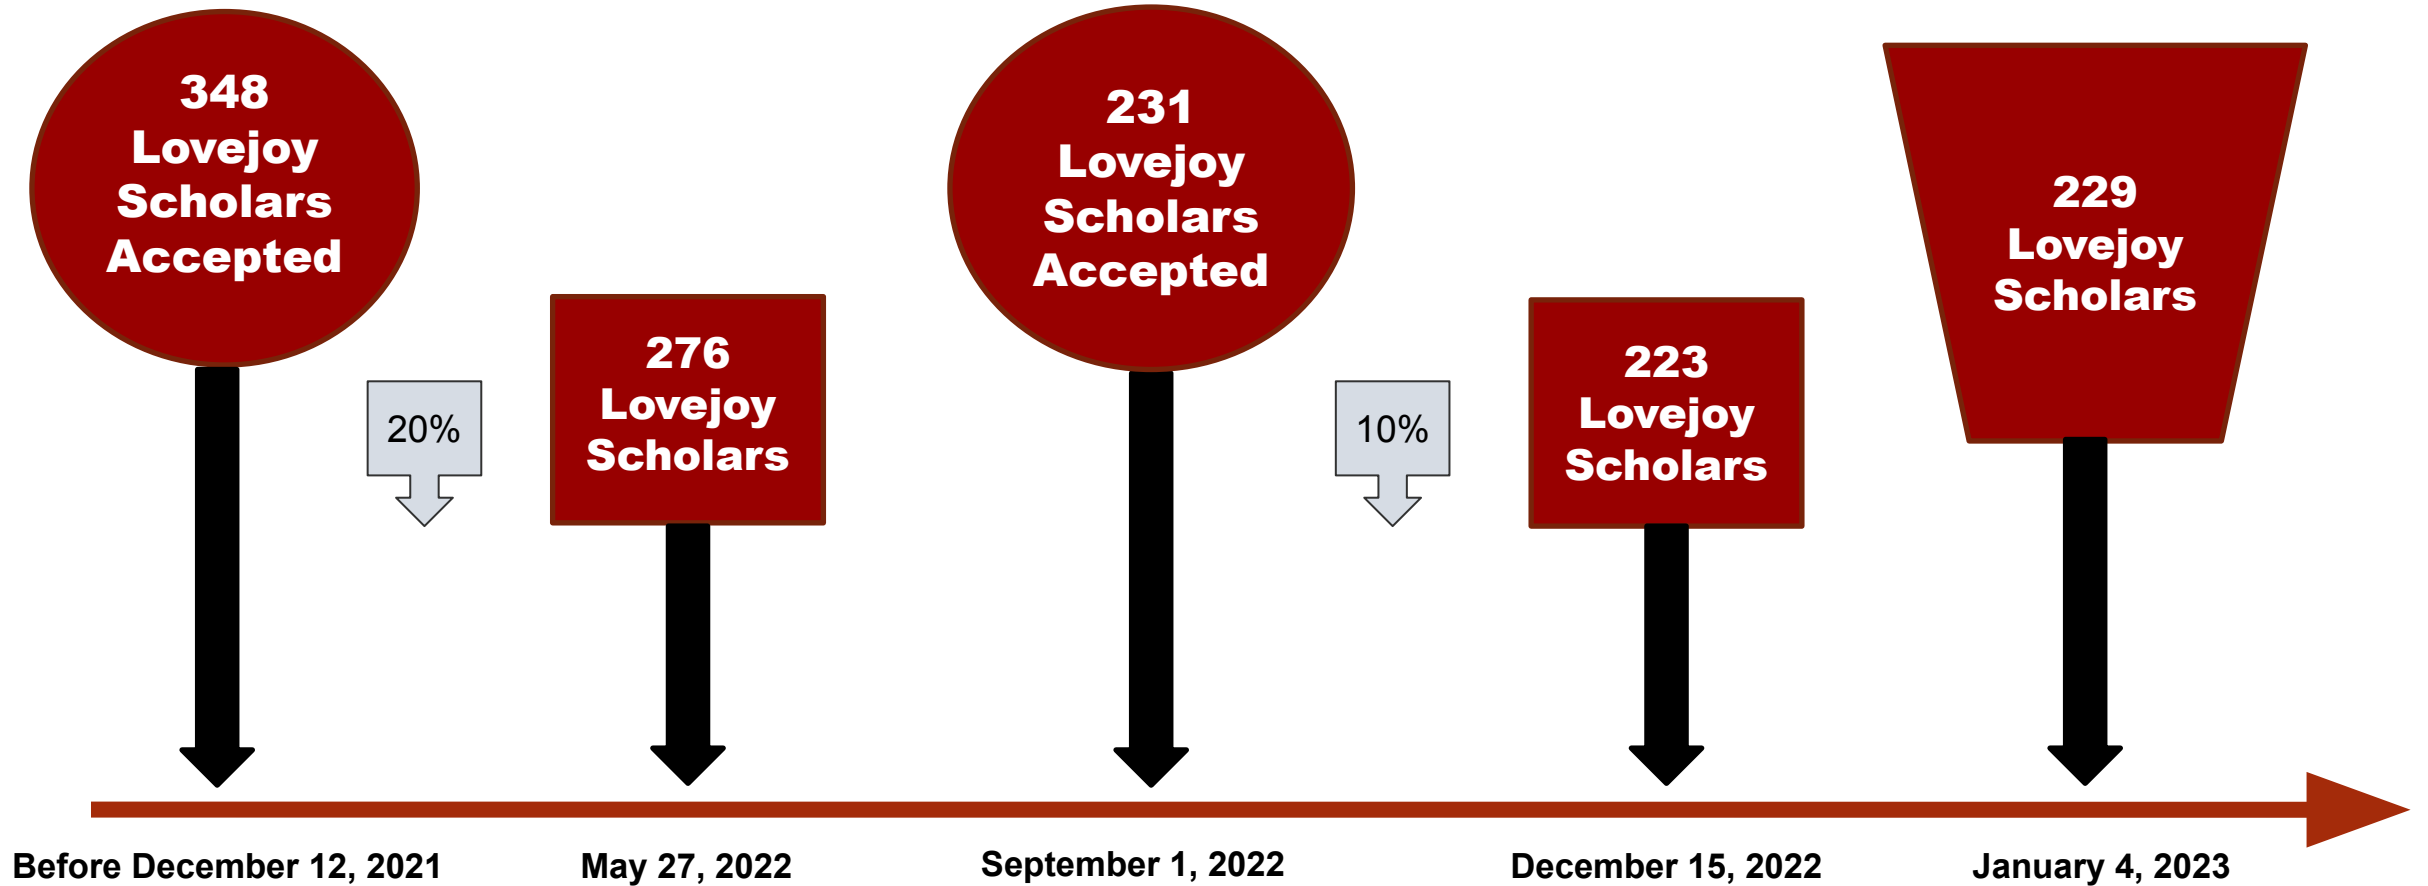 348
Lovejoy
Scholars
Accepted
20%
276
Lovejoy
Scholars
231
Lovejoy
Scholars
Accepted
10%
223
Lovejoy
Scholars
229
Lovejoy
Scholars
Before December 12, 2021
May 27, 2022
September 1, 2022
December 15, 2022
January 4, 2023